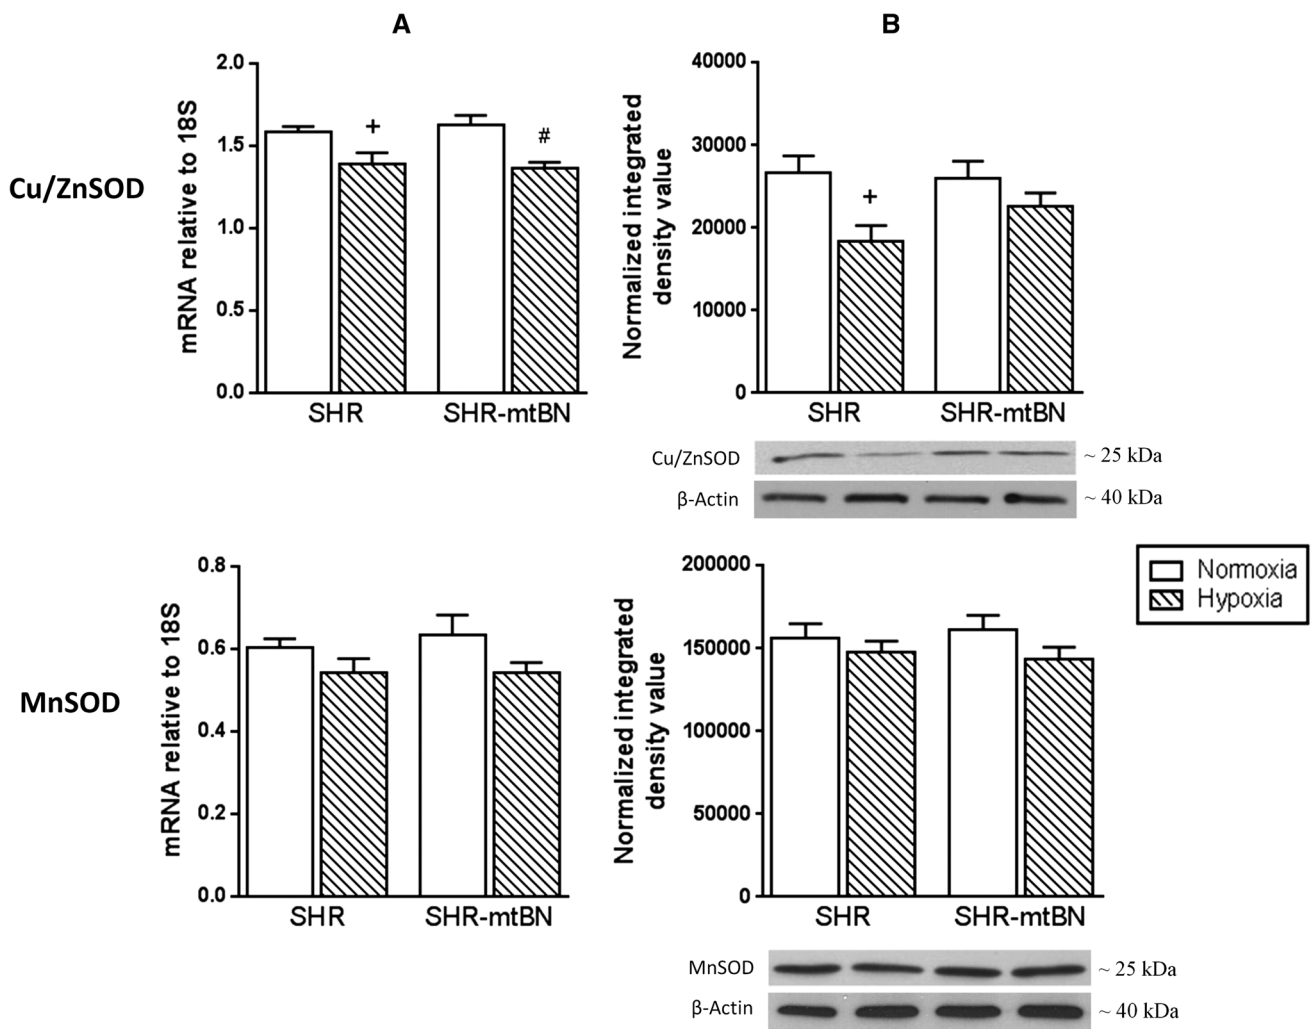 A
B
Cu/ZnSOD
mRNA relative to 18S
2.0
1.5
1.0
0.5
0.0
+
#
SHR
SHR-mtBN
Normalized integrated
density value
40000
30000
20000
10000
0
+
SHR
SHR-mtBN
Cu/ZnSOD
~ 25 kDa
β-Actin
~ 40 kDa
Normoxia
Hypoxia
MnSOD
mRNA relative to 18S
0.8
0.6
0.4
0.2
0.0
SHR
SHR-mtBN
Normalized integrated
density value
200000
150000
100000
50000
0
SHR
SHR-mtBN
MnSOD
~ 25 kDa
β-Actin
~ 40 kDa